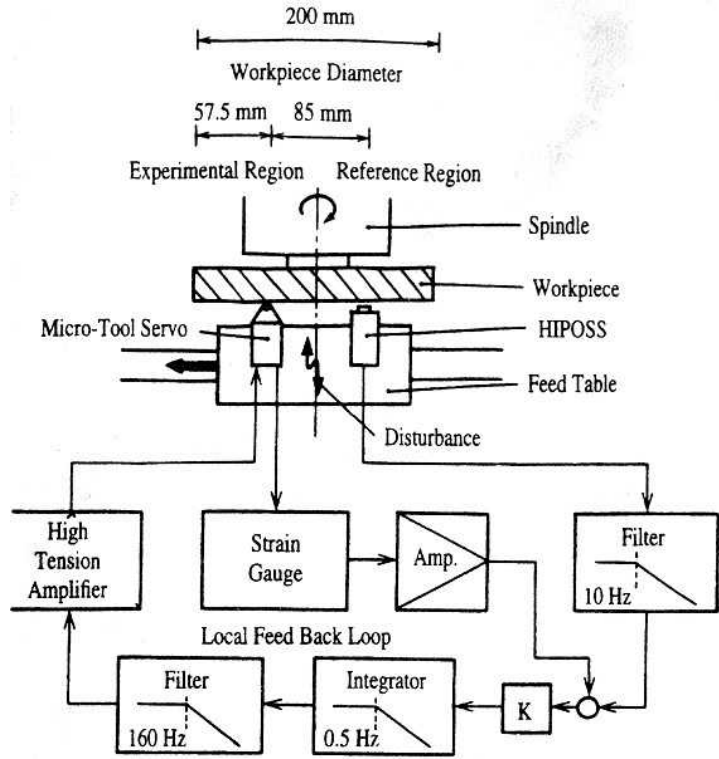 200 mm
Workpiece Diameter
57.5 mm 85 mm
Experimental Region Reference Region
Spindle
Workpiece
Micro-Tool Servo HIPOSS
Feed Table
Disturbance
High
Tension
Amplifier
Strain
Gauge
Amp.
Filter
10 Hz
Local Feed Back Loop
Filter
160 Hz
Integrator
0.5 Hz
K